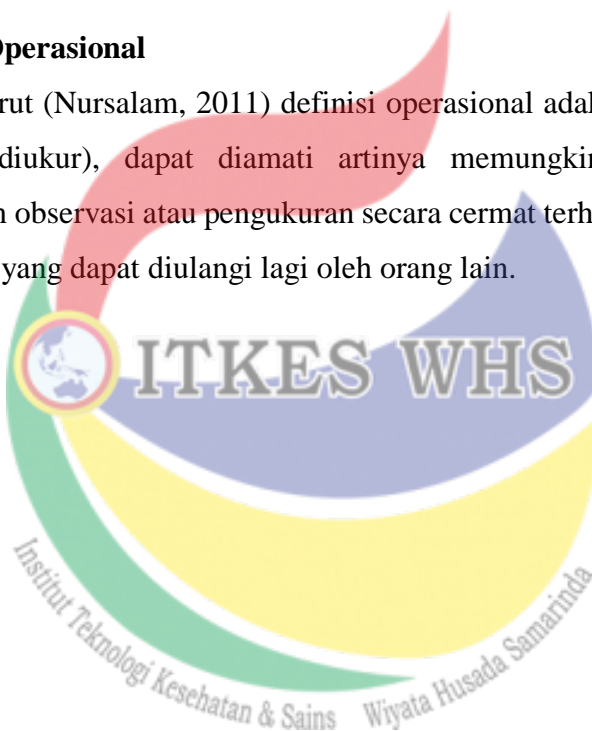 Operasional
rut (Nursalam, 2011) definisi operasional adal
diukur), dapat diamati artinya memungkin
n observasi atau pengukuran secara cermat terh
yang dapat diulangi lagi oleh orang lain.
ITKES WHS
Institut Teknologi Kesehatan & Sains Wiyata Husada Samarinda